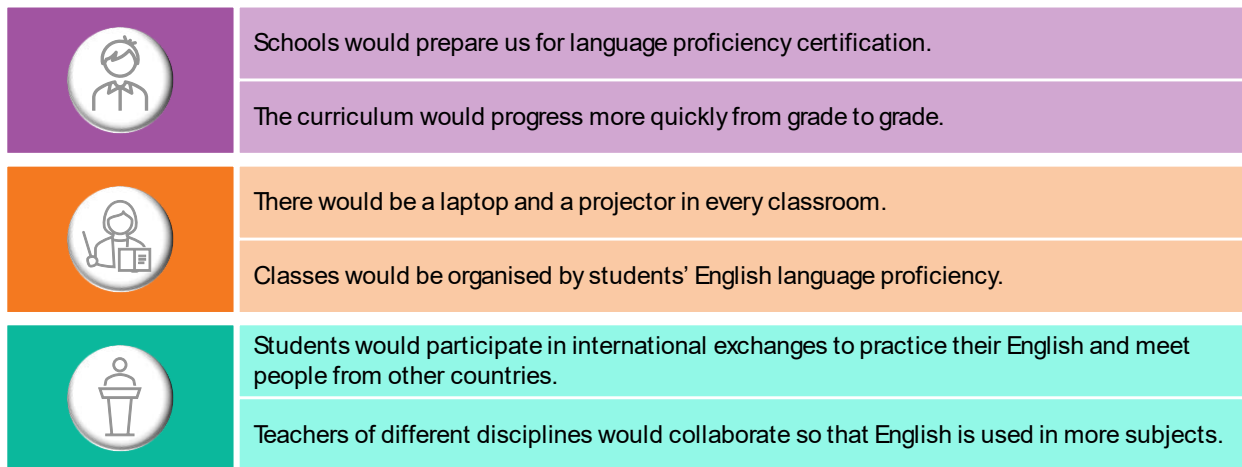 Schools would prepare us for language proficiency certification.
The curriculum would progress more quickly from grade to grade.
There would be a laptop and a projector in every classroom.
Classes would be organised by students’ English language proficiency.
Students would participate in international exchanges to practice their English and meet
people from other countries.
Teachers of different disciplines would collaborate so that English is used in more subjects.